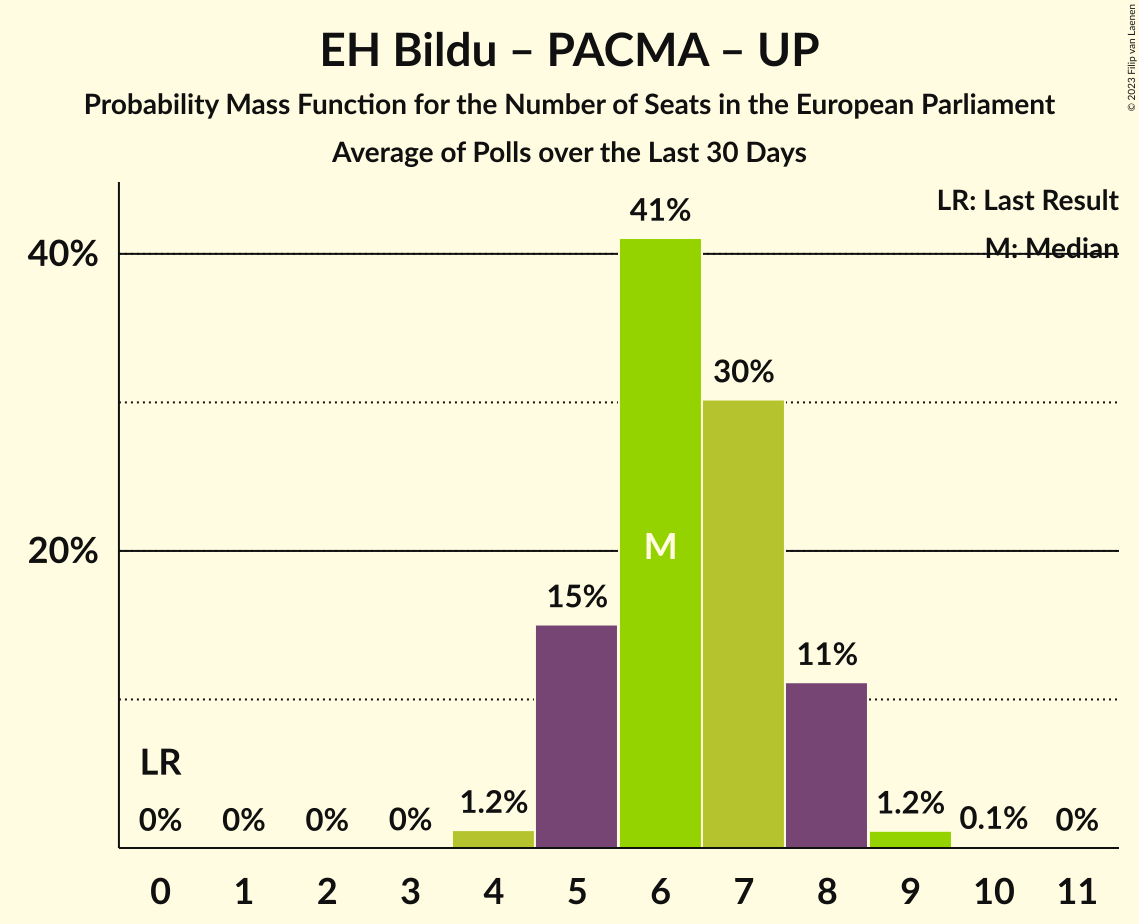 EH Bildu – PACMA – UP
Probability Mass Function for the Number of Seats in the European Parliament
Average of Polls over the Last 30 Days
© 2023 Filip van Laenen
LR: Last Result
M: Median
40%
20%
41%
30%
M
15%
11%
LR
0%
0%
0%
0%
1.2%
1.2%
0.1%
0%
0 1 2 3 4 5 6 7 8 9 10 11